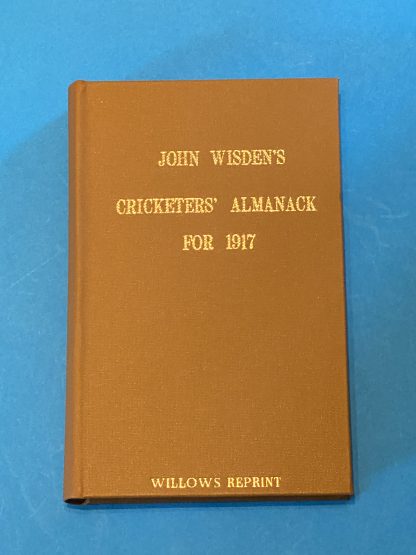 JOHN WISDEN'S
CRICKETERS' ALMANACK
FOR 1917
WILLOWS REPRINT